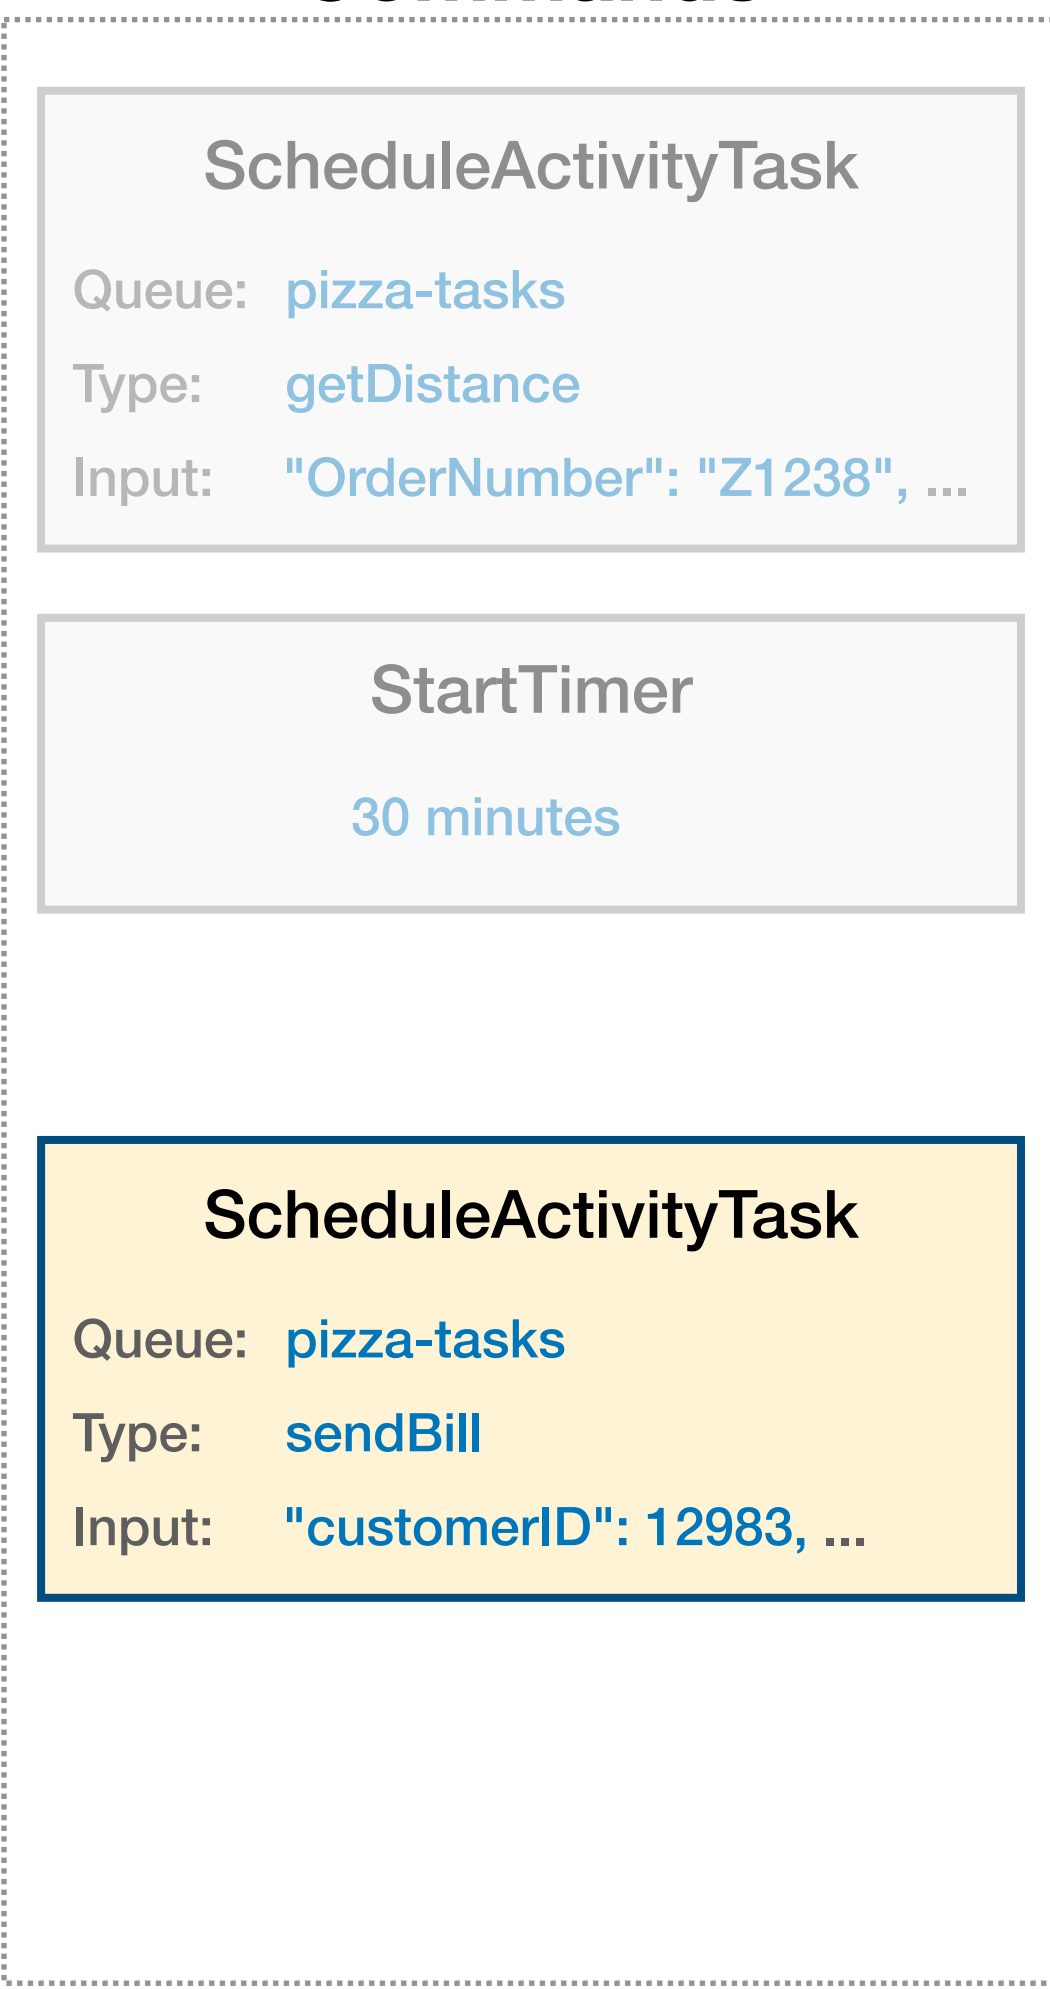 Commands
ScheduleActivityTask
Queue: pizza-tasks
Type: getDistance
Input: "OrderNumber": "Z1238", ...
StartTimer
30 minutes
ScheduleActivityTask
Queue: pizza-tasks
Type: sendBill
Input: "customerID": 12983, ...